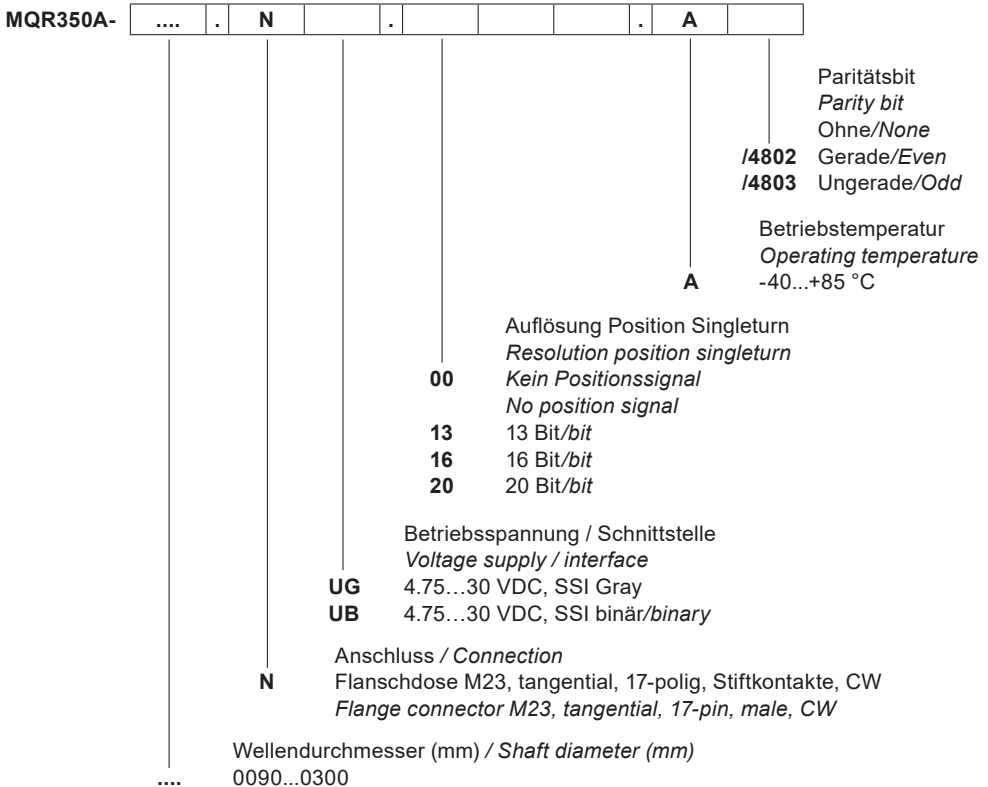 MQR350A- .... . N . . A
Paritätsbit
Parity bit
Ohne/None
/4802 Gerade/Even
/4803 Ungerade/Odd
Betriebstemperatur
Operating temperature
A -40...+85 °C
Auflösung Position Singleturn
Resolution position singleturn
00 Kein Positionssignal
No position signal
13 13 Bit/bit
16 16 Bit/bit
20 20 Bit/bit
Betriebsspannung / Schnittstelle
Voltage supply / interface
UG 4.75…30 VDC, SSI Gray
UB 4.75…30 VDC, SSI binär/binary
Anschluss / Connection
N Flanschdose M23, tangential, 17-polig, Stiftkontakte, CW
Flange connector M23, tangential, 17-pin, male, CW
Wellendurchmesser (mm) / Shaft diameter (mm)
.... 0090...0300